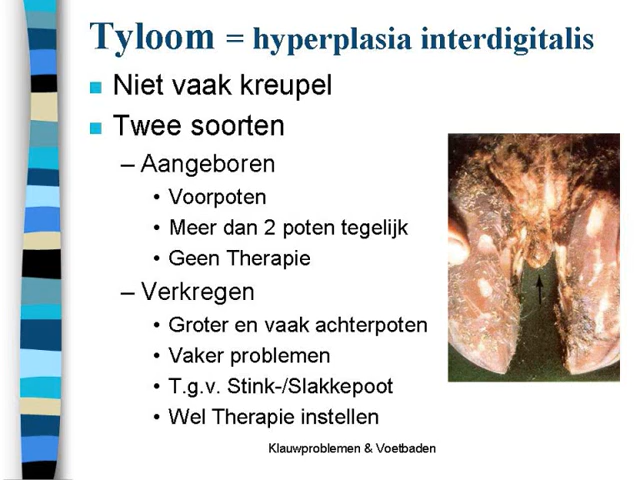 Tyloom = hyperplasia interdigitalis
Niet vaak kreupel
Twee soorten
– Aangeboren
• Voorpoten
• Meer dan 2 poten tegelijk
• Geen Therapie
– Verkregen
• Groter en vaak achterpoten
• Vaker problemen
• T.g.v. Stink-/Slakkepoot
• Wel Therapie instellen
Klauwproblemen & Voetbaden